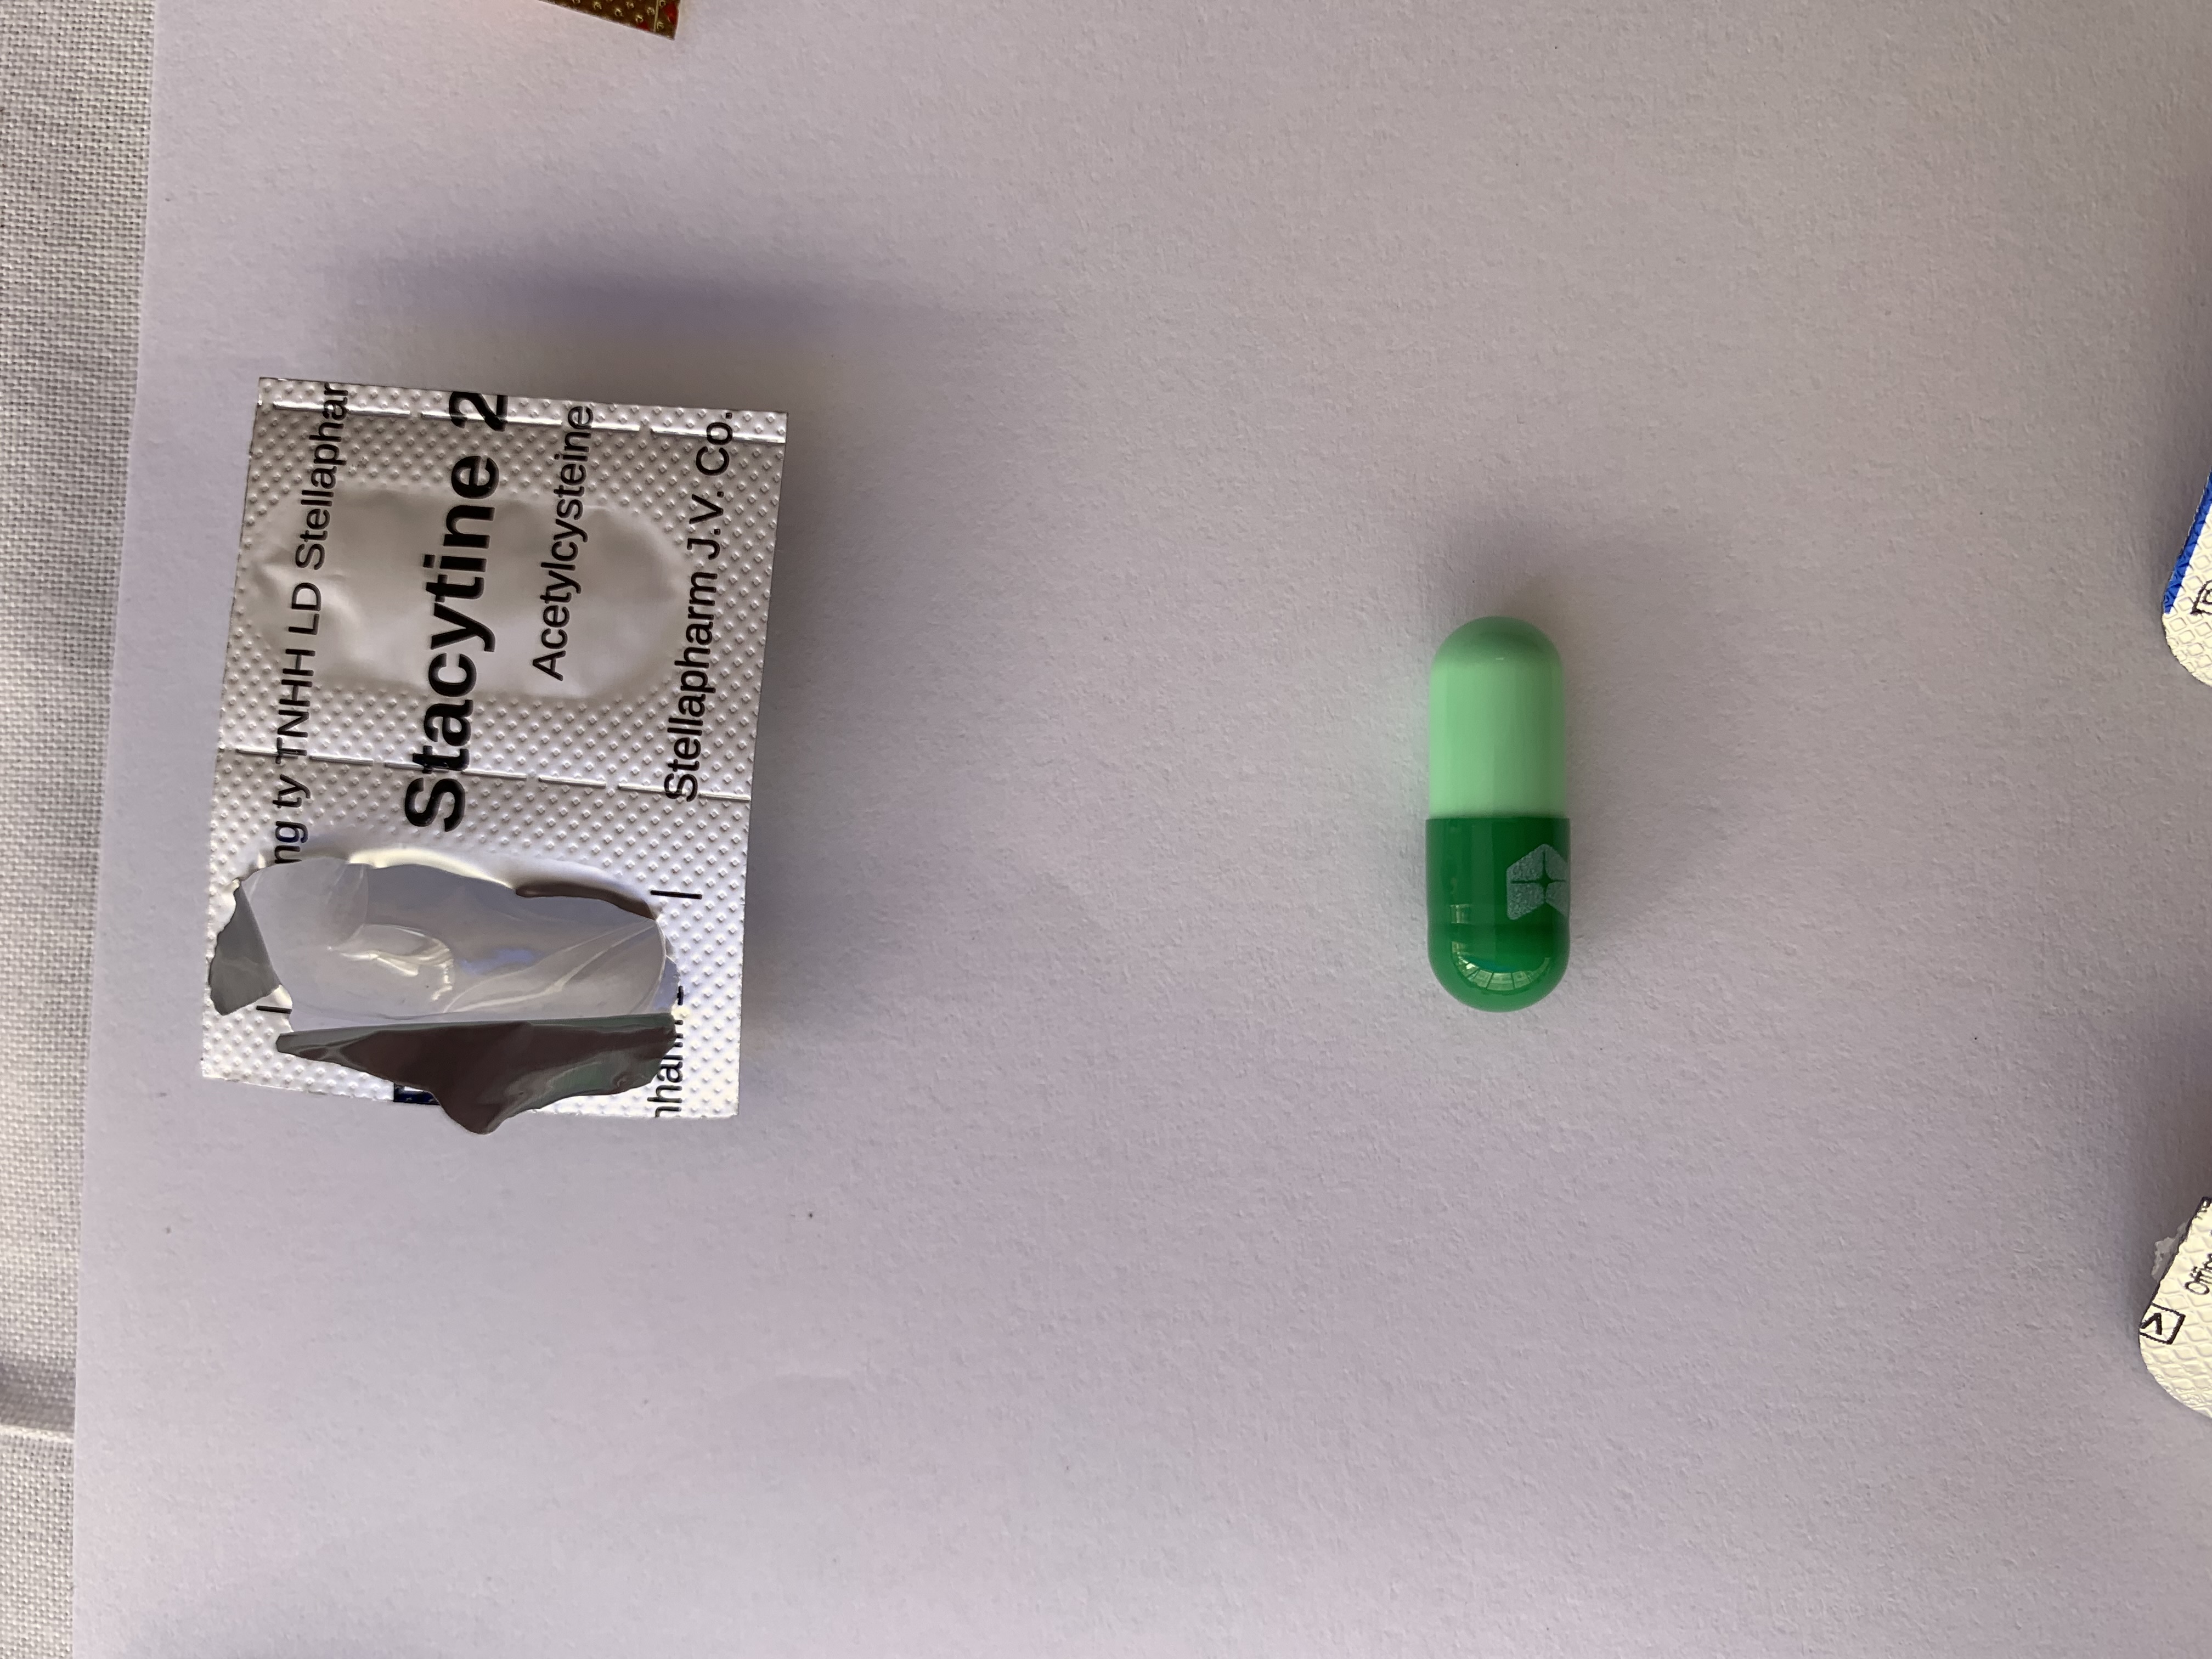 ng ty TNHH LD Stellaphar
Stacytine 2
Acetylcysteine
| Stellapharm J.V. Co.
V